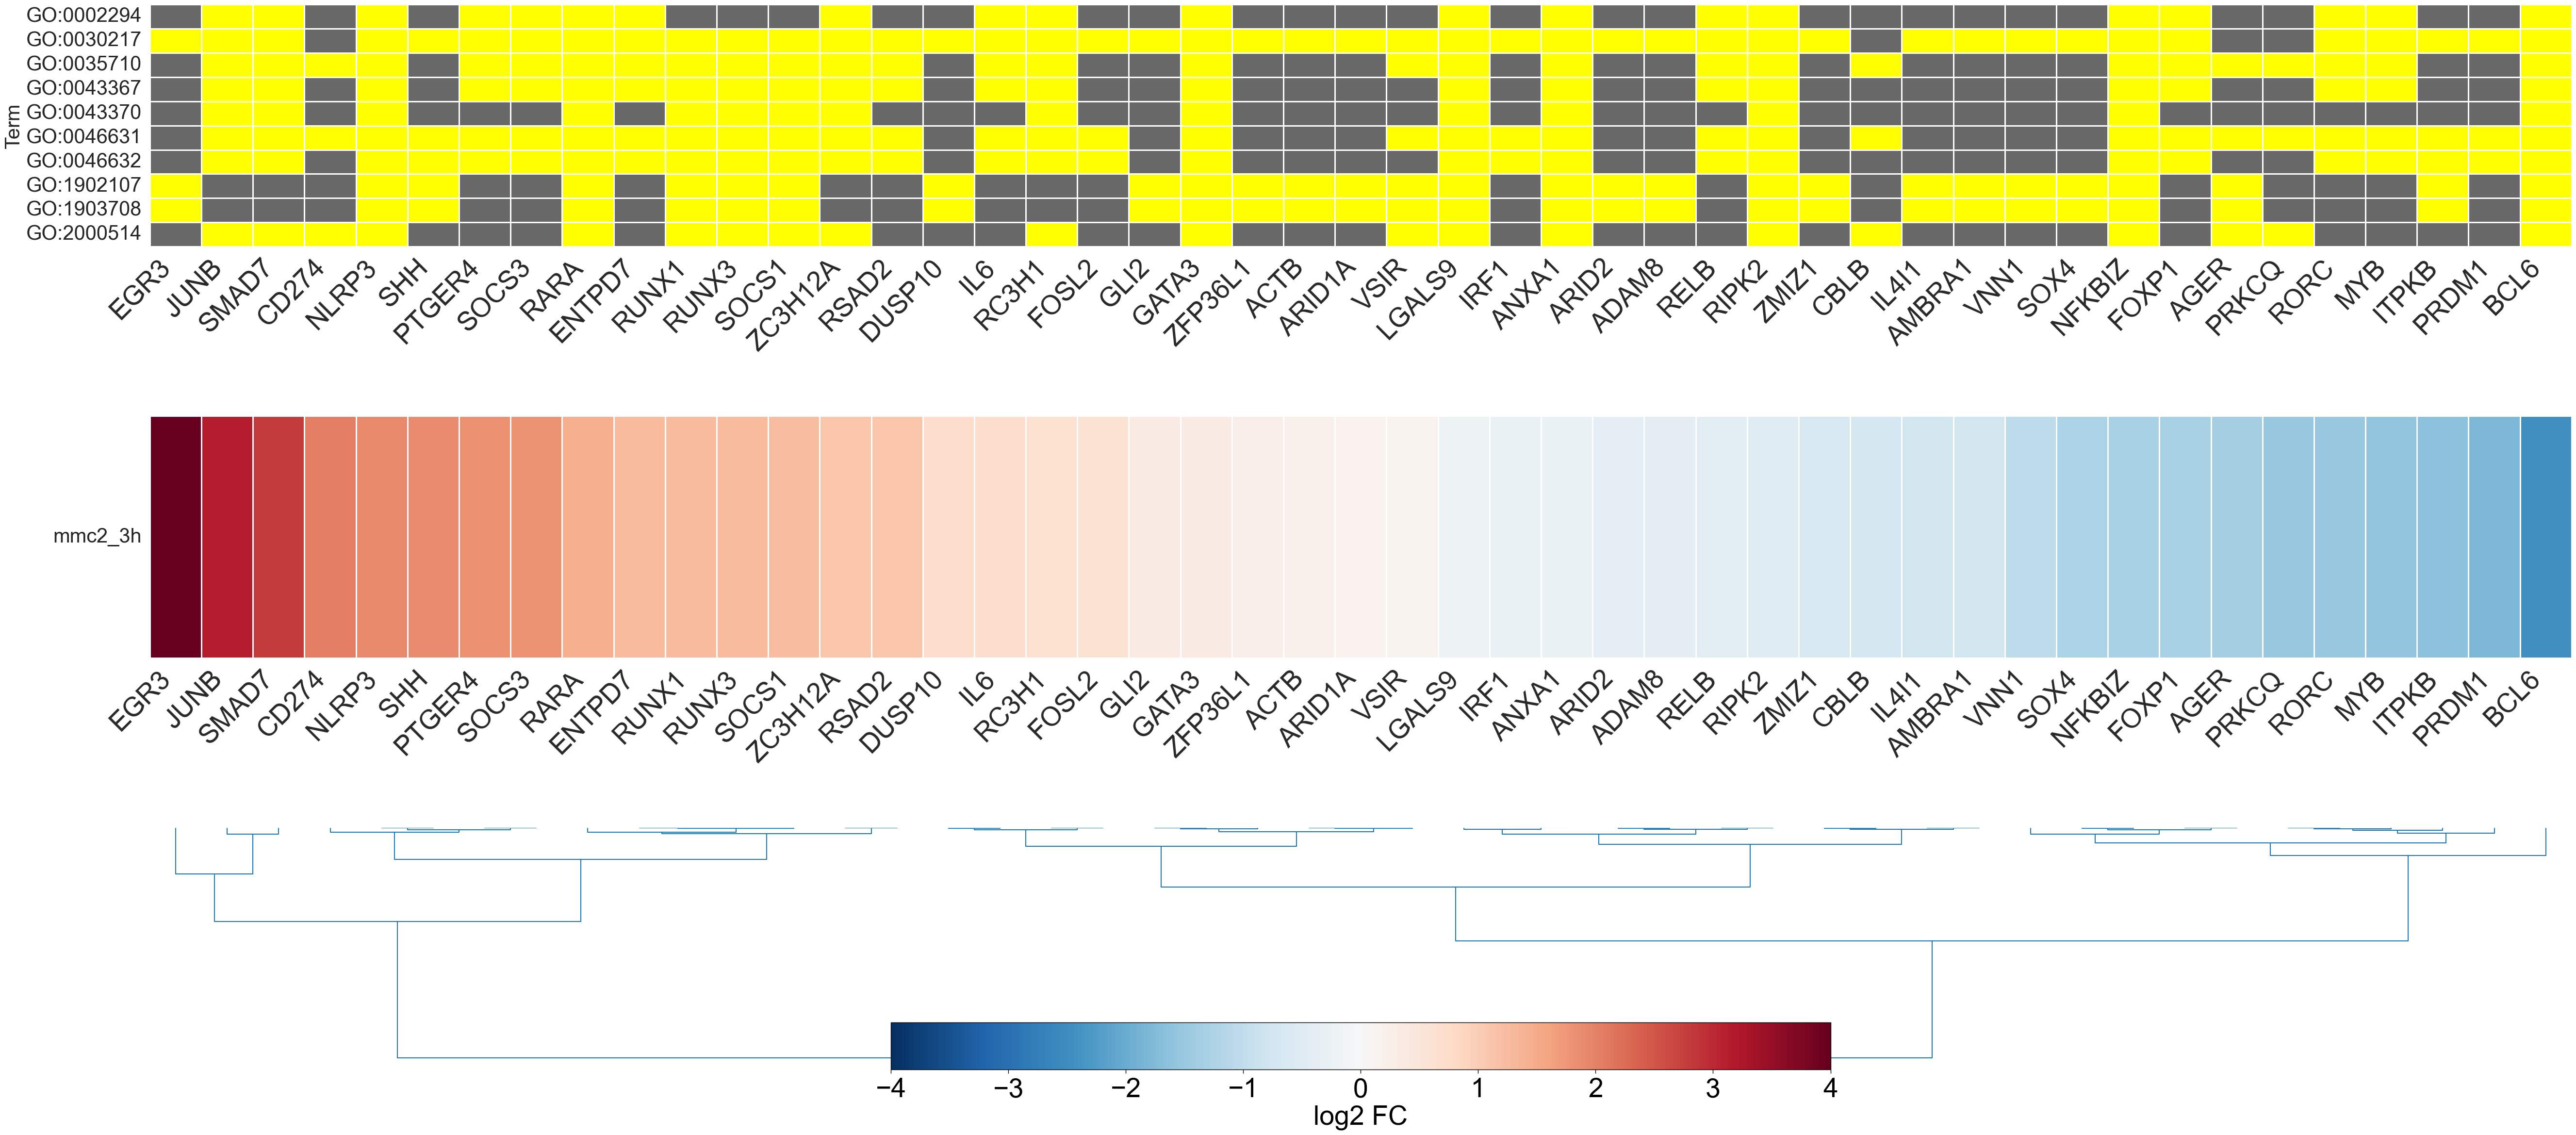 Term
GO:0002294
GO:0030217
GO:0035710
GO:0043367
GO:0043370
GO:0046631
GO:0046632
GO:1902107
GO:1903708
GO:2000514
EGR3 JUNB SMAD7 CD274 NLRP3 SHH PTGER4 SOCS3 RARA ENTPD7 RUNX1 RUNX3 SOCS1 ZC3H12A RSAD2 DUSP10 IL6 RC3H1 FOSL2 GLI2 GATA3 ZFP36L1 ACTB ARID1A VSIR LGALS9 IRF1 ANXA1 ARID2 ADAM8 RELB RIPK2 ZMIZ1 CBLB IL4I1 AMBRA1 VNN1 SOX4 NFKBIZ FOXP1 AGER PRKCQ RORC MYB ITPKB PRDM1 BCL6
mmc2_3h
EGR3 JUNB SMAD7 CD274 NLRP3 SHH PTGER4 SOCS3 RARA ENTPD7 RUNX1 RUNX3 SOCS1 ZC3H12A RSAD2 DUSP10 IL6 RC3H1 FOSL2 GLI2 GATA3 ZFP36L1 ACTB ARID1A VSIR LGALS9 IRF1 ANXA1 ARID2 ADAM8 RELB RIPK2 ZMIZ1 CBLB IL4I1 AMBRA1 VNN1 SOX4 NFKBIZ FOXP1 AGER PRKCQ RORC MYB ITPKB PRDM1 BCL6
−4 −3 −2 −1 0 1 2 3 4
log2 FC